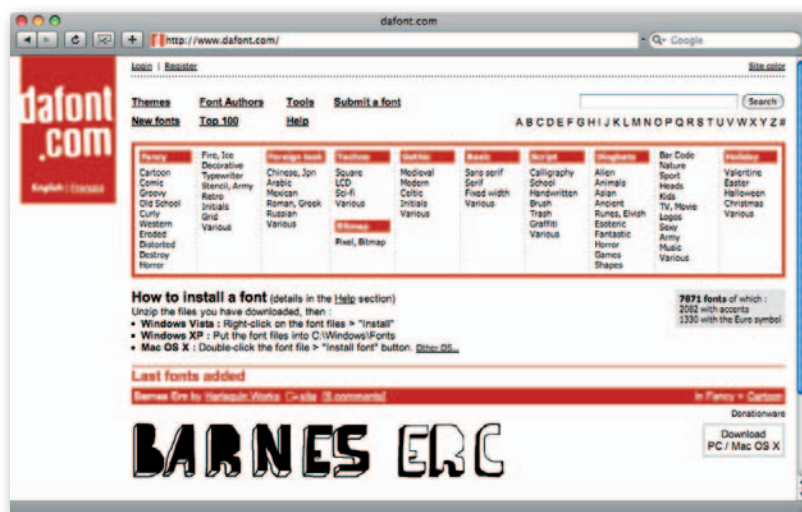 dafont.com
http://www.dafont.com/
Google
Login | Register
Site color
dafont
.com
English | Français
Themes Font Authors Tools Submit a font
Search
New fonts Top 100 Help
A B C D E F G H I J K L M N O P Q R S T U V W X Y Z #
Fancy
Cartoon
Comic
Groovy
Old School
Curly
Western
Eroded
Distorted
Destroy
Horror
Fire, Ice
Decorative
Typewriter
Stencil, Army
Retro
Initials
Grid
Various
Foreign look
Chinese, Jpn
Arabic
Mexican
Roman, Greek
Russian
Various
Techno
Square
LCD
Sci-fi
Various
Bitmap
Pixel, Bitmap
Gothic
Medieval
Modern
Celtic
Initials
Various
Basic
Sans serif
Serif
Fixed width
Various
Script
Calligraphy
School
Handwritten
Brush
Trash
Graffiti
Various
Dingbats
Alien
Animals
Asian
Ancient
Runes, Elvish
Esoteric
Fantastic
Horror
Games
Shapes
Bar Code
Nature
Sport
Heads
Kids
TV, Movie
Logos
Sexy
Army
Music
Various
Holiday
Valentine
Easter
Halloween
Christmas
Various
How to install a font (details in the Help section)
Unzip the files you have downloaded, then :
• Windows Vista : Right-click on the font files > "Install"
• Windows XP : Put the font files into C:\Windows\Fonts
• Mac OS X : Double-click the font file > "Install font" button. Other OS...
7871 fonts of which :
2082 with accents
1330 with the Euro symbol
Last fonts added
Barnes Erc by Harlequin Works site [5 comments]
in Fancy > Cartoon
Donationware
BARNES ERC
Download
PC / Mac OS X